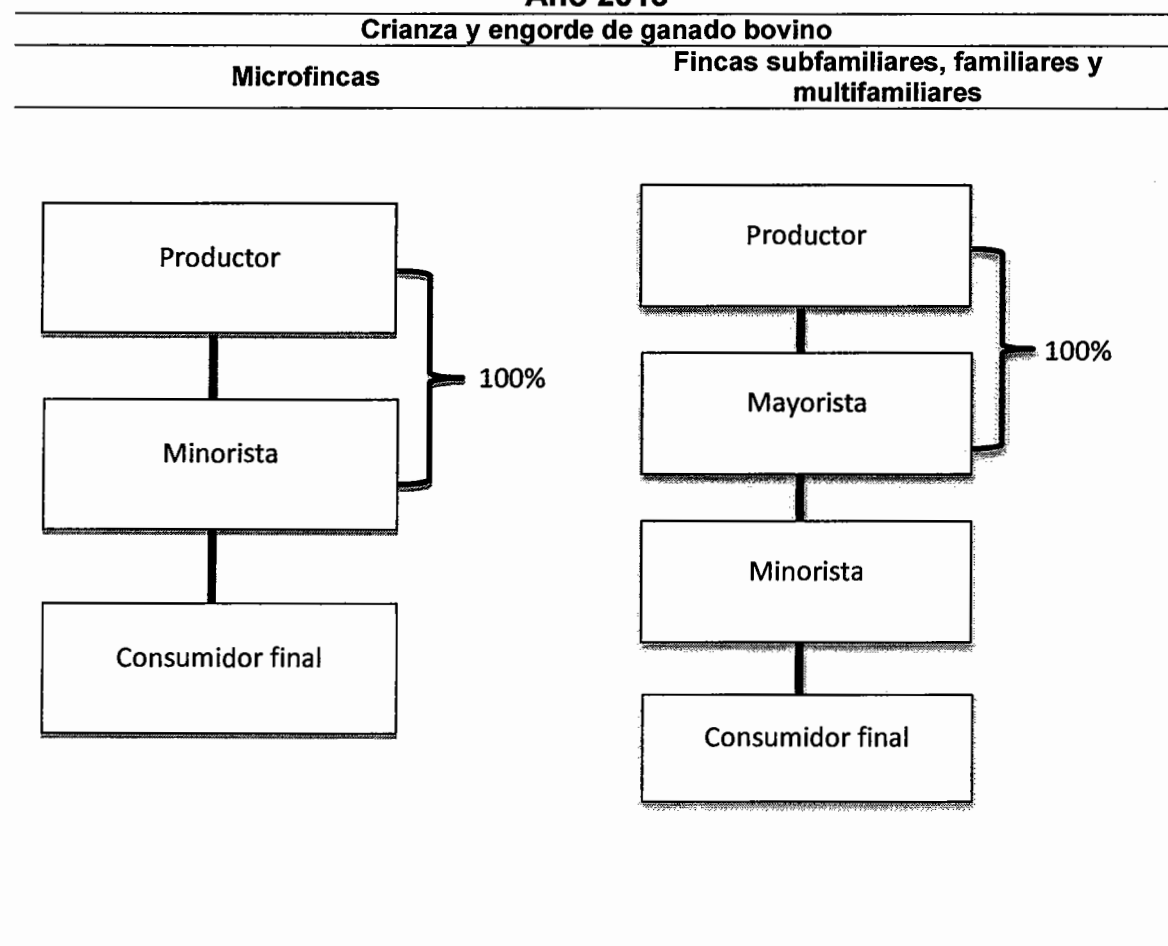 Crianza y engorde de ganado bovino
Microfincas
Fincas subfamiliares, familiares y
multifamiliares
Productor
Minorista
Consumidor final
100%
Productor
Mayorista
Minorista
Consumidor final
100%